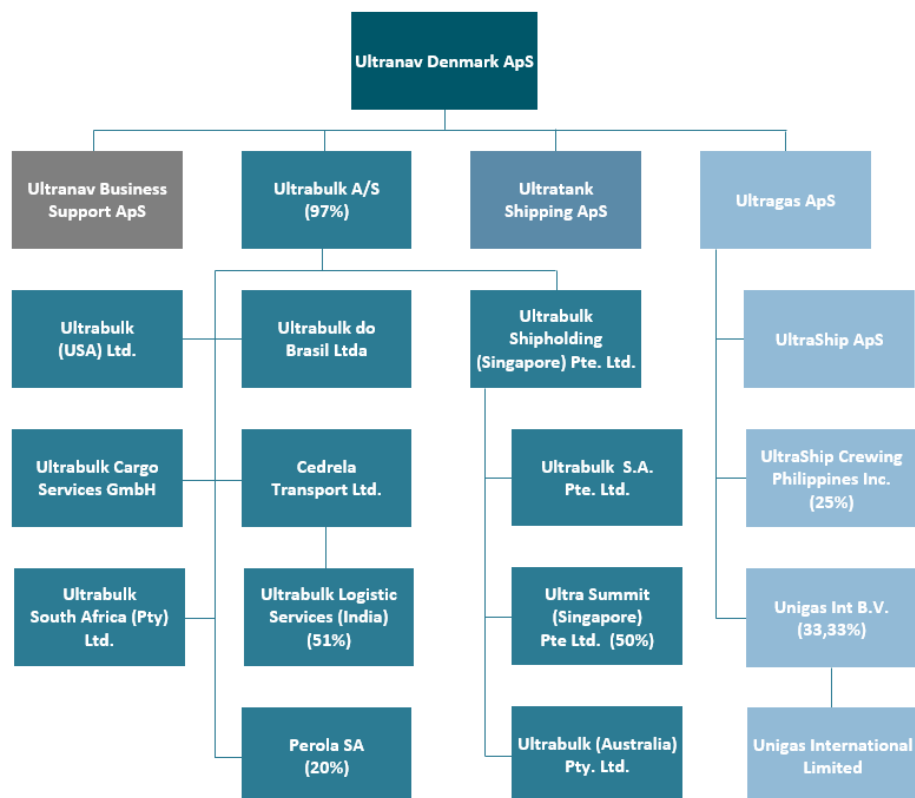 Ultranav Denmark ApS
Ultranav Business
Support ApS
Ultrabulk A/S
(97%)
Ultratank
Shipping ApS
Ultragas ApS
Ultrabulk
(USA) Ltd.
Ultrabulk do
Brasil Ltda
Ultrabulk
Shipholding
(Singapore) Pte. Ltd.
UltraShip ApS
Ultrabulk Cargo
Services GmbH
Cedrela
Transport Ltd.
Ultrabulk S.A.
Pte. Ltd.
UltraShip Crewing
Philippines Inc.
(25%)
Ultrabulk
South Africa (Pty)
Ltd.
Ultrabulk Logistic
Services (India)
(51%)
Ultra Summit
(Singapore)
Pte Ltd. (50%)
Unigas Int B.V.
(33,33%)
Perola SA
(20%)
Ultrabulk (Australia)
Pty. Ltd.
Unigas International
Limited